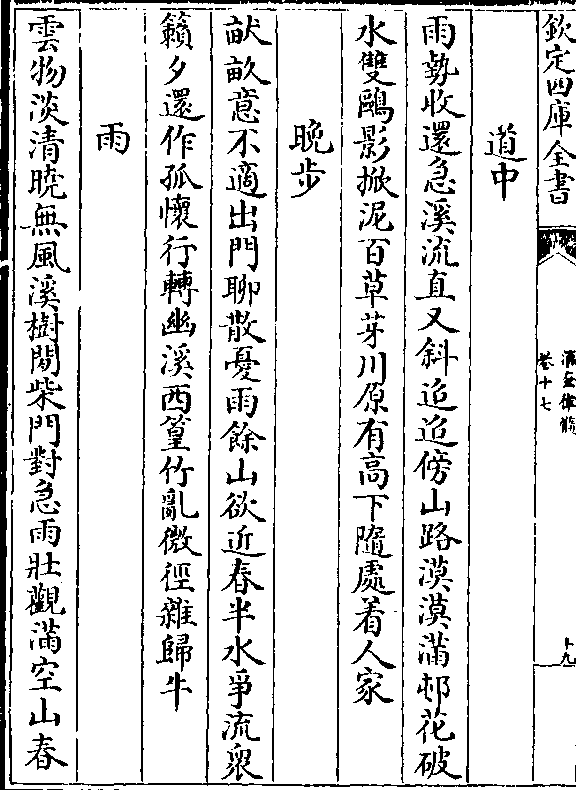 欽定四庫全書
瀛奎律髓
卷十七
十九
道中
雨勢收還急溪流直又斜迢迢傍山路漠漠滿邨花破
水雙鷗影掀泥百草芽川原有高下隨處着人家
晩步
畎畝意不適出門聊散憂雨餘山欲近春半水爭流衆
籟夕還作孤懷行轉幽溪西篁竹亂微徑雜歸牛
雨
雲物淡清曉無風溪樹閒柴門對急雨壯觀滿空山春